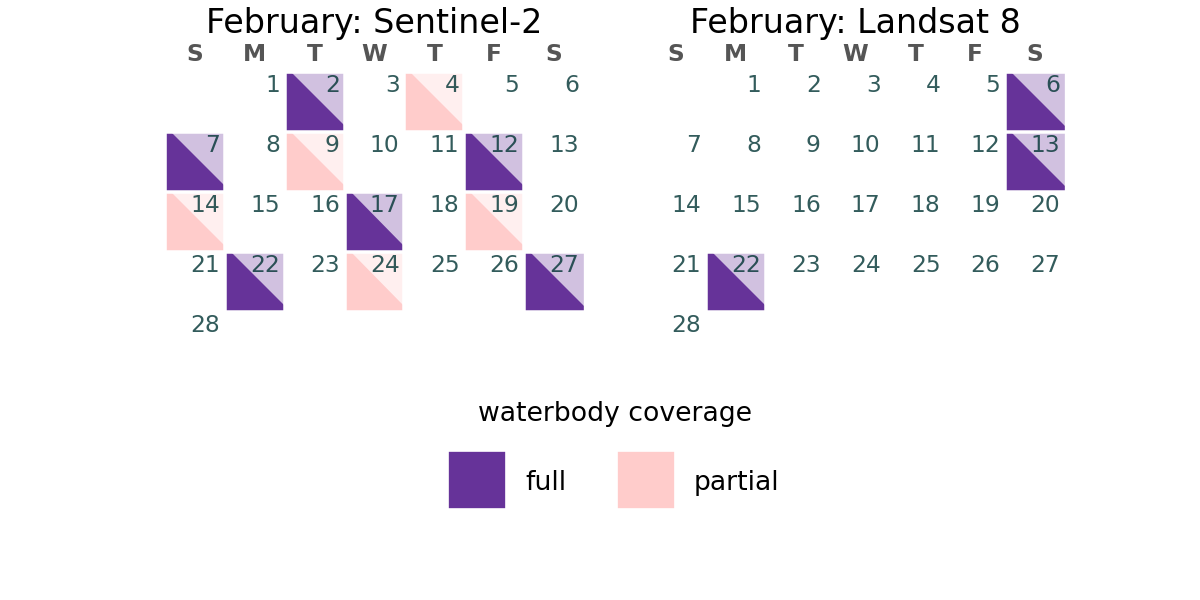 February: Sentinel-2
S M T W T F S
1 2 3 4 5 6
7 8 9 10 11 12 13
14 15 16 17 18 19 20
21 22 23 24 25 26 27
28
February: Landsat 8
S M T W T F S
1 2 3 4 5 6
7 8 9 10 11 12 13
14 15 16 17 18 19 20
21 22 23 24 25 26 27
28
waterbody coverage
full
partial